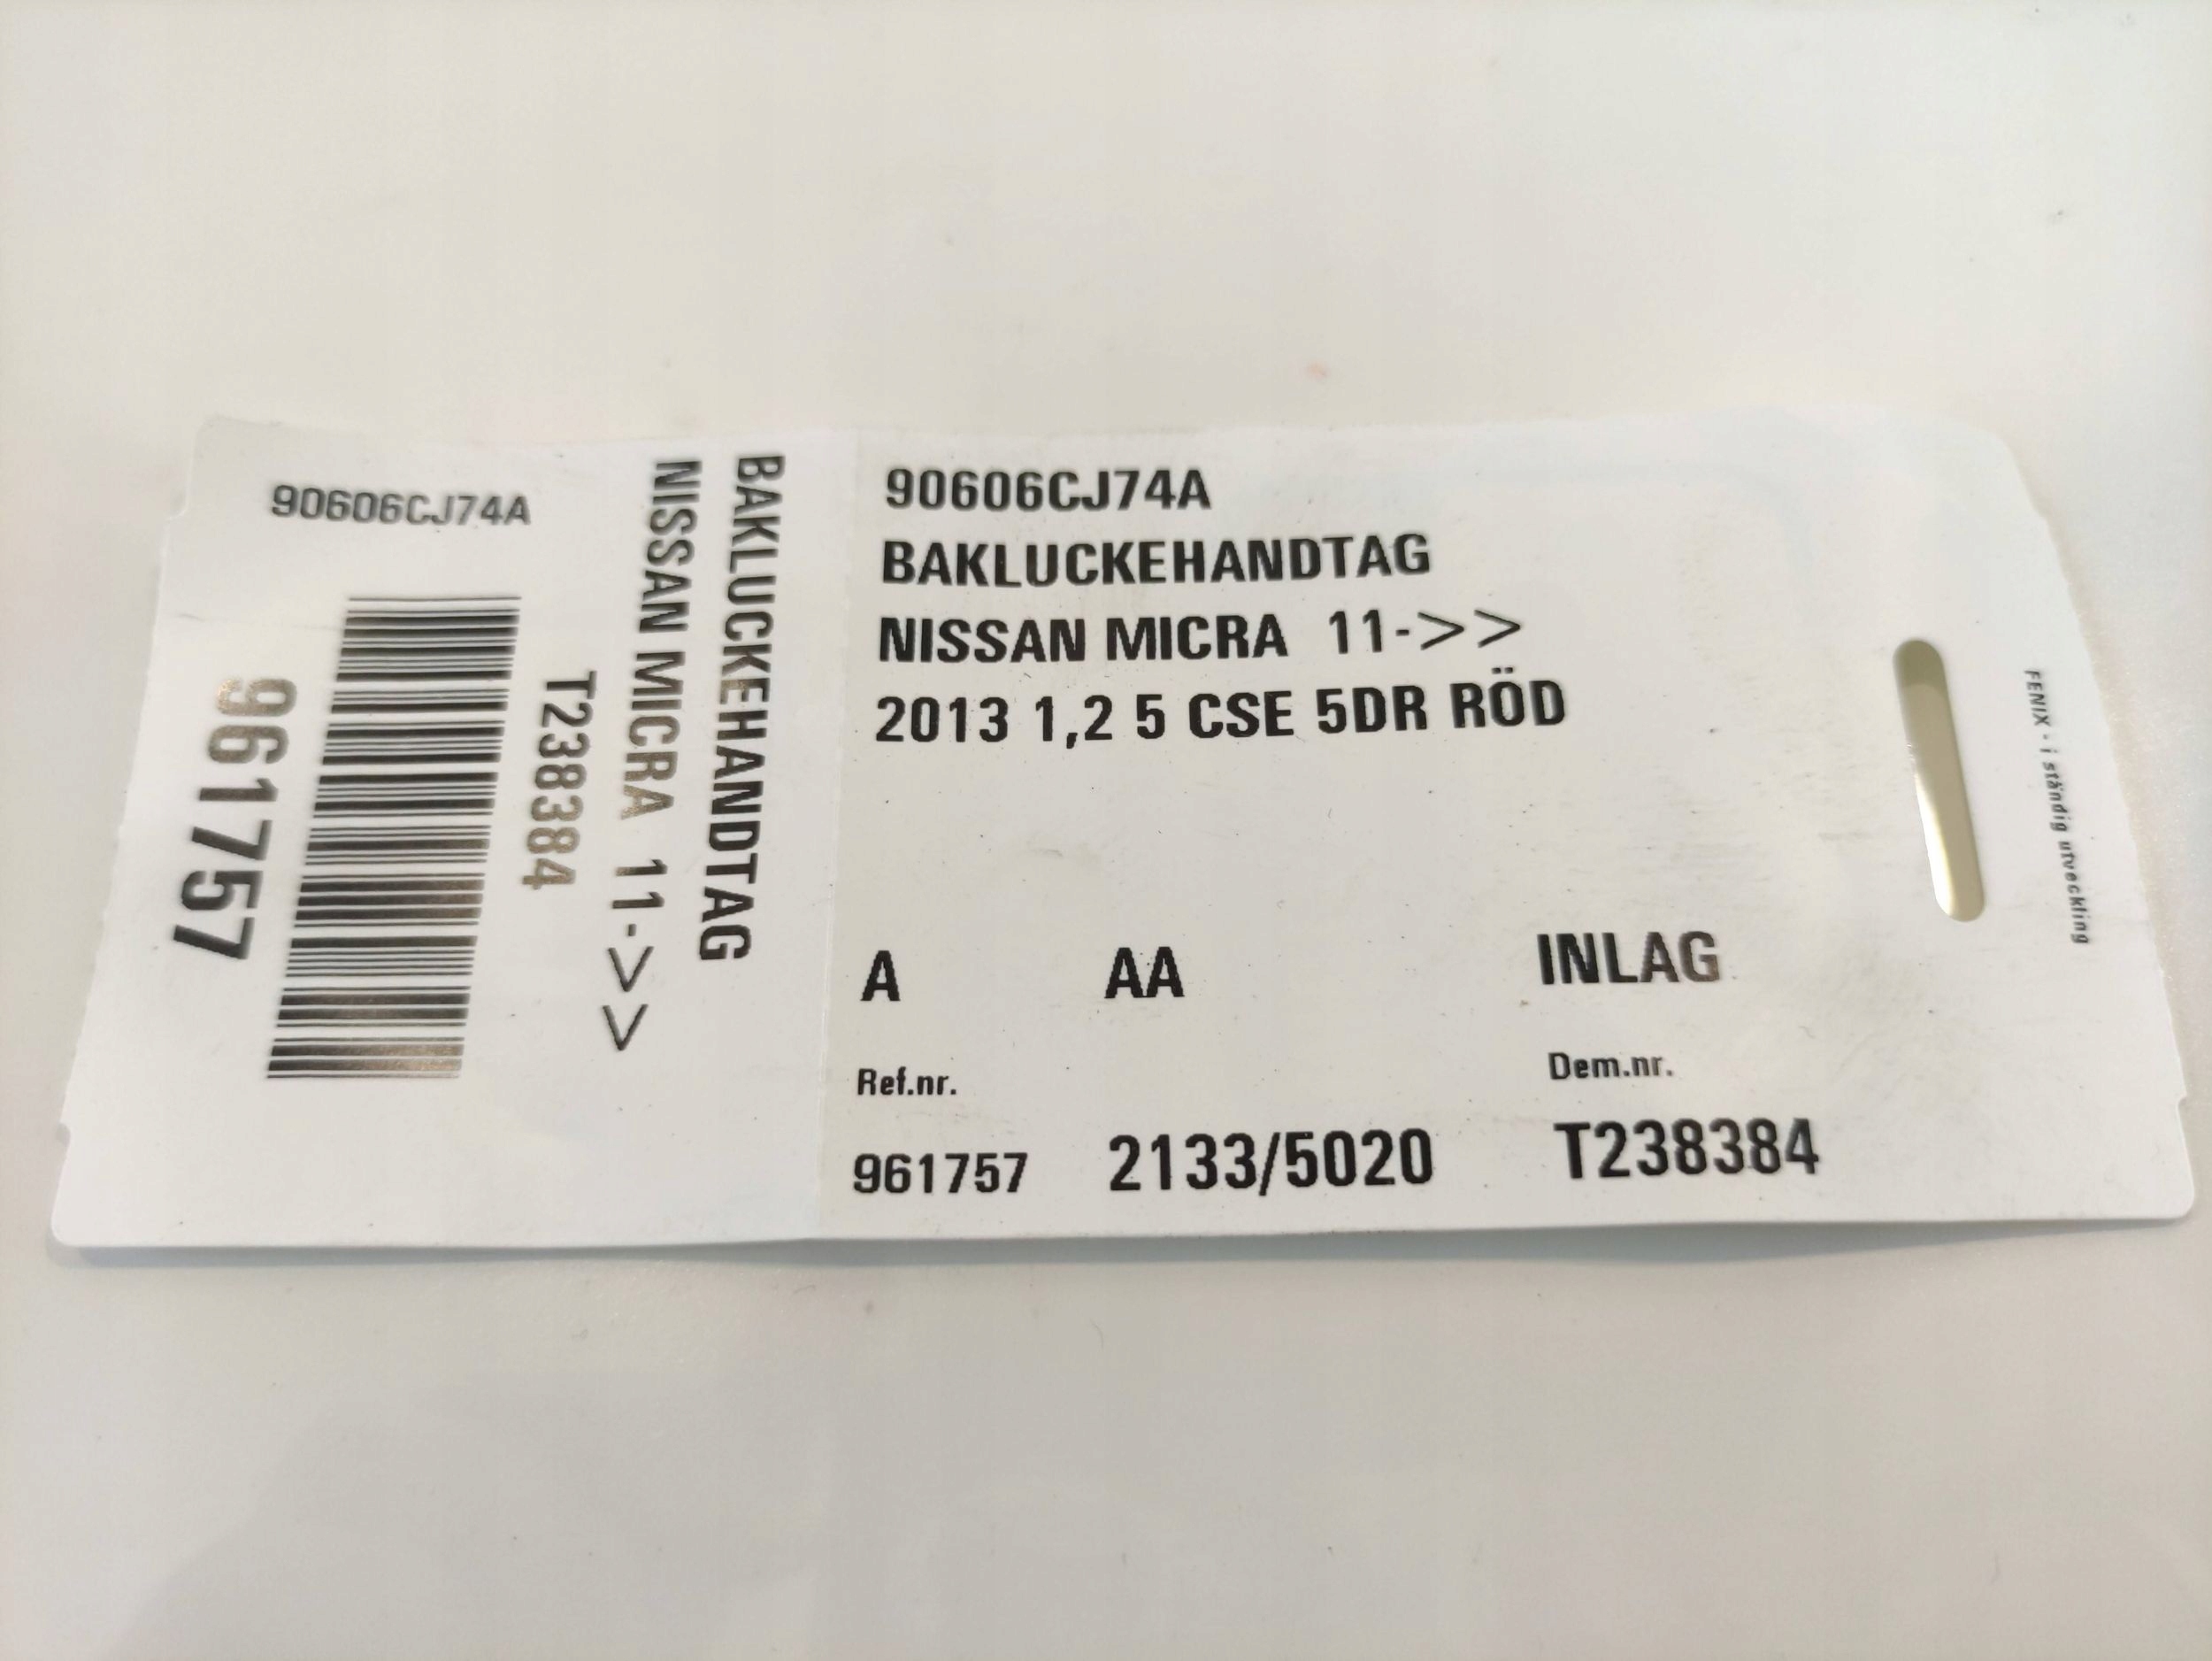 90606CJ74A
BAKLUCKEHANDTAG
NISSAN MICRA 11->>
T238384
961757
90606CJ74A
BAKLUCKEHANDTAG
NISSAN MICRA 11->>
2013 1,2 5 CSE 5DR RÖD
A AA INLAG
Ref.nr. Dem.nr.
961757 2133/5020 T238384
FENIX - i ständig utveckling